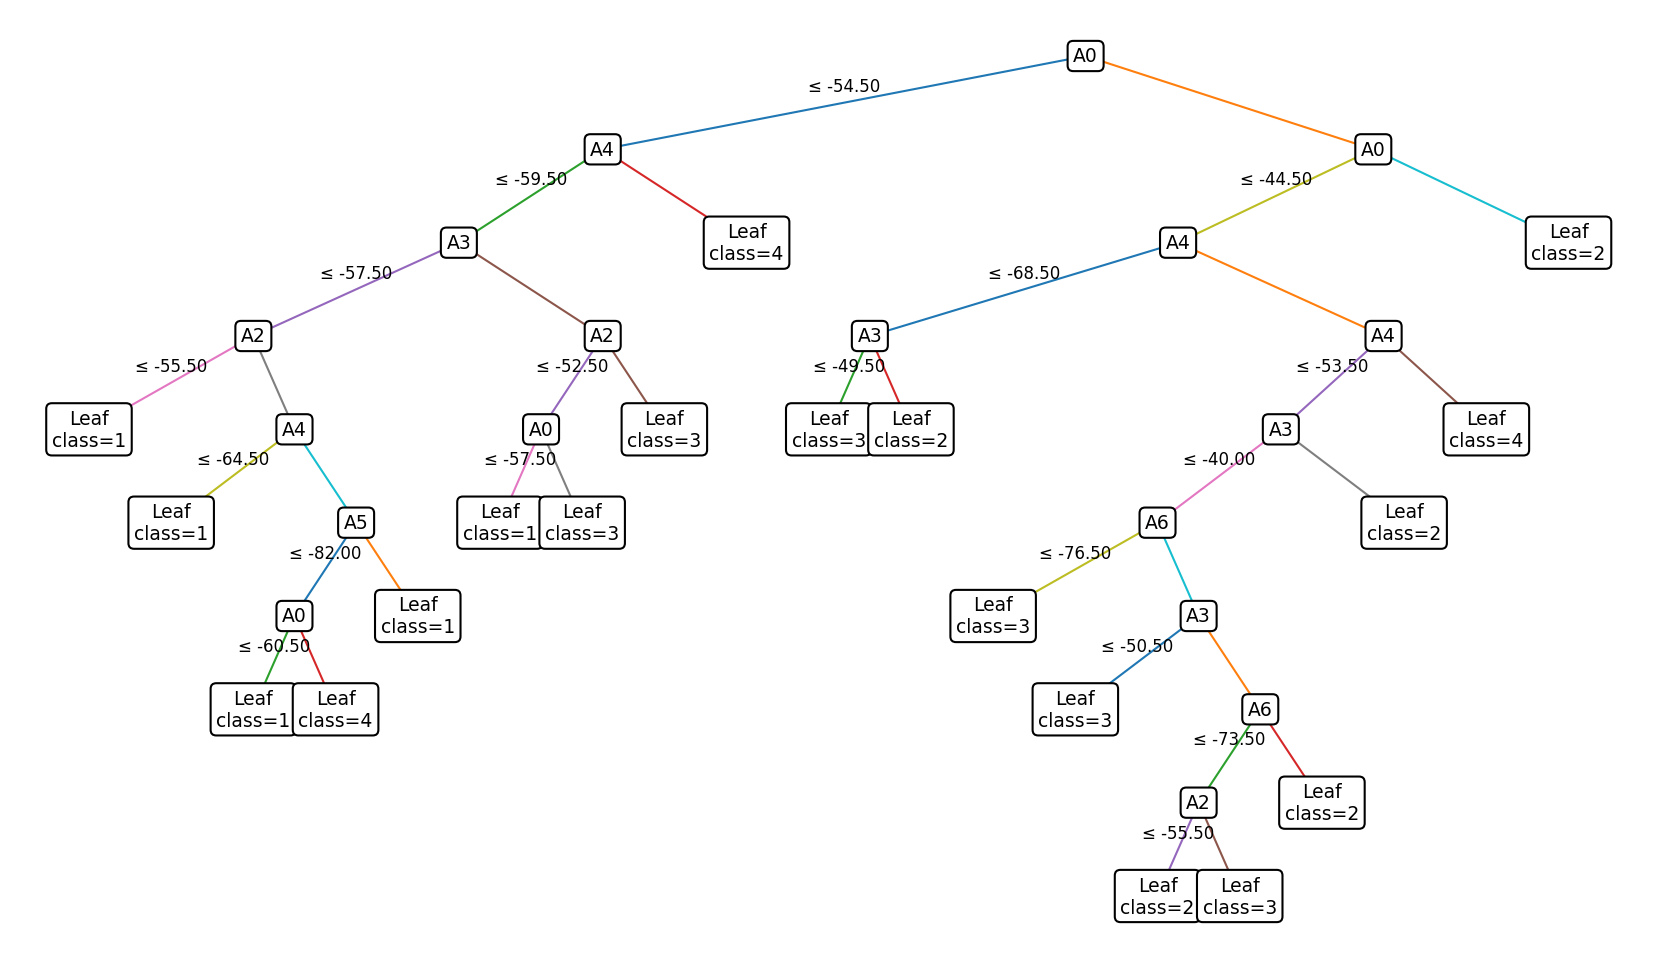 A0
≤ -54.50
A4
A0
≤ -59.50
≤ -44.50
A3
Leaf
class=4
A4
Leaf
class=2
≤ -57.50
≤ -68.50
A2
A2
A3
A4
≤ -55.50
≤ -52.50
≤ -49.50
≤ -53.50
Leaf
class=1
A4
A0
Leaf
class=3
Leaf
class=3
Leaf
class=2
A3
Leaf
class=4
≤ -64.50
≤ -57.50
≤ -40.00
Leaf
class=1
A5
Leaf
class=1
Leaf
class=3
A6
Leaf
class=2
≤ -82.00
≤ -76.50
A0
Leaf
class=1
Leaf
class=3
A3
≤ -60.50
≤ -50.50
Leaf
class=1
Leaf
class=4
Leaf
class=3
A6
≤ -73.50
A2
Leaf
class=2
≤ -55.50
Leaf
class=2
Leaf
class=3